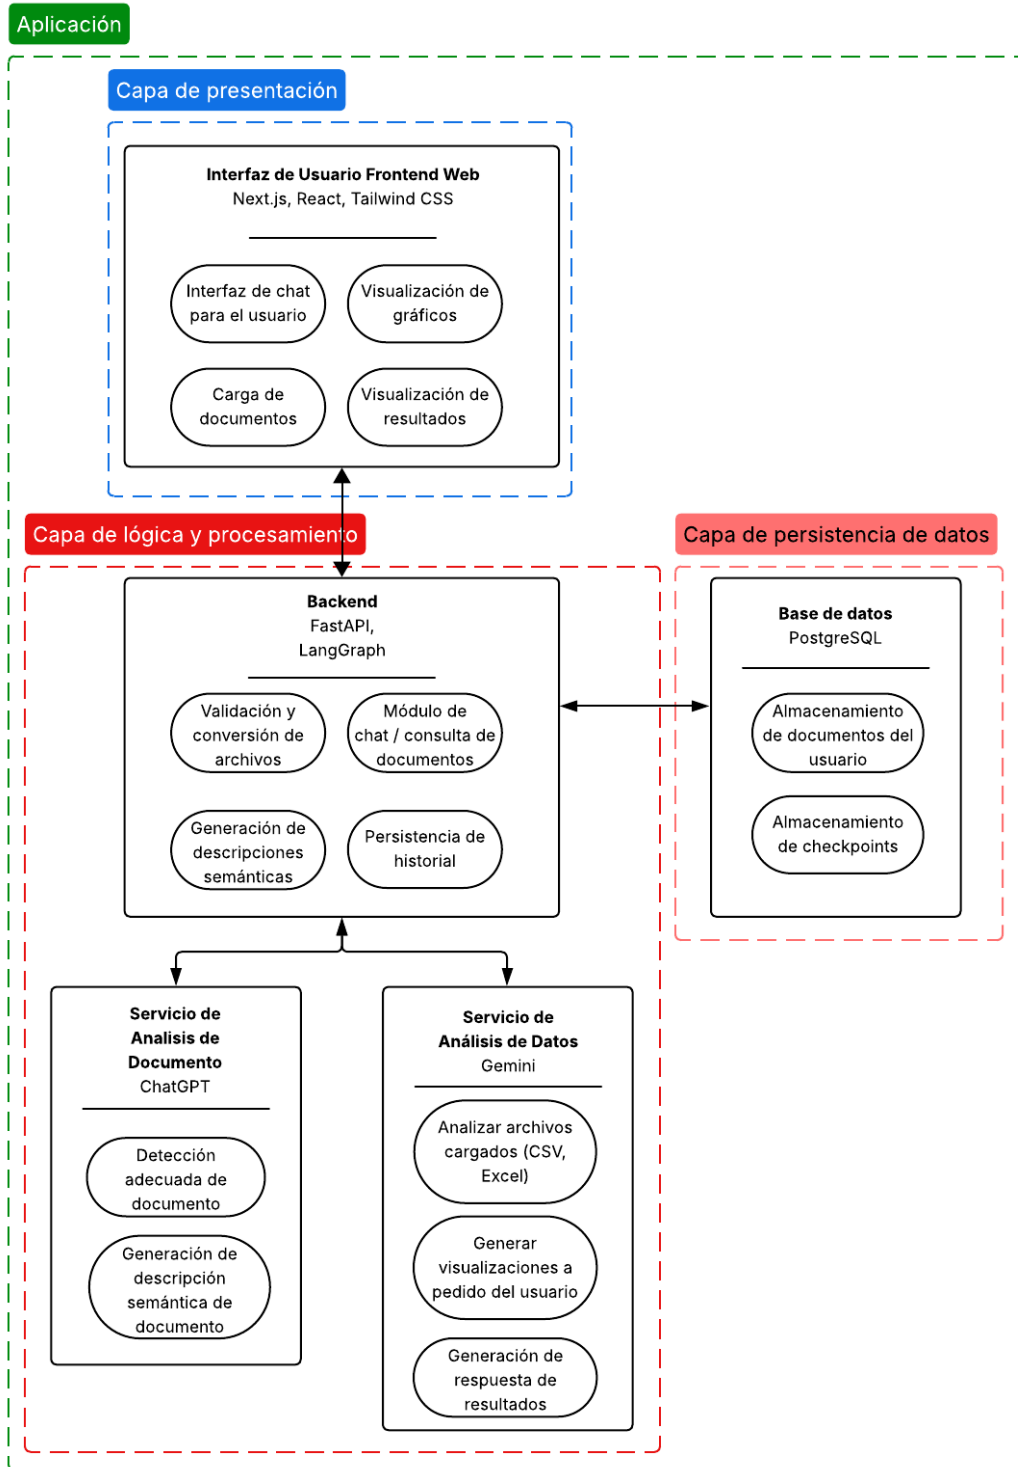 Aplicación
Capa de presentación
Interfaz de Usuario Frontend Web
Next.js, React, Tailwind CSS
Interfaz de chat
para el usuario
Visualización de
gráficos
Carga de
documentos
Visualización de
resultados
Capa de lógica y procesamiento
Backend
FastAPI,
LangGraph
Validación y
conversión de
archivos
Módulo de
chat / consulta de
documentos
Generación de
descripciones
semánticas
Persistencia de
historial
Capa de persistencia de datos
Base de datos
PostgreSQL
Almacenamiento
de documentos del
usuario
Almacenamiento
de checkpoints
Servicio de
Analisis de
Documento
ChatGPT
Detección
adecuada de
documento
Generación de
descripción
semántica de
documento
Servicio de
Análisis de Datos
Gemini
Analizar archivos
cargados (CSV,
Excel)
Generar
visualizaciones a
pedido del usuario
Generación de
respuesta de
resultados